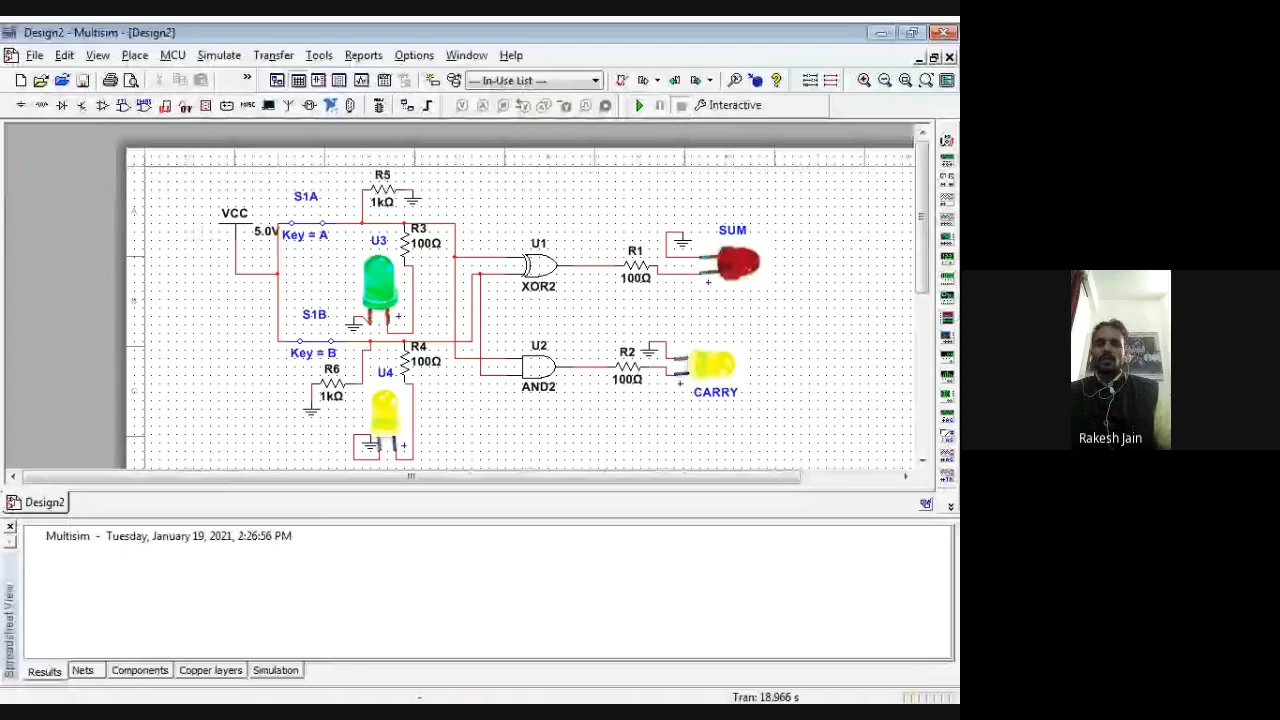 Design2 - Multisim - [Design2]
File Edit View Place MCU Simulate Transfer Tools Reports Options Window Help
--- In-Use List ---
Interactive
R5
S1A
1kΩ
VCC
5.0V
Key = A
R3
100Ω
U3
SUM
U1
R1
XOR2
100Ω
S1B
Key = B
R4
100Ω
U2
R2
R6
U4
1kΩ
AND2
100Ω
CARRY
A
B
C
Rakesh Jain
Design2
Multisim - Tuesday, January 19, 2021, 2:26:56 PM
Spreadsheet View
Results Nets Components Copper layers Simulation
Tran: 18.966 s